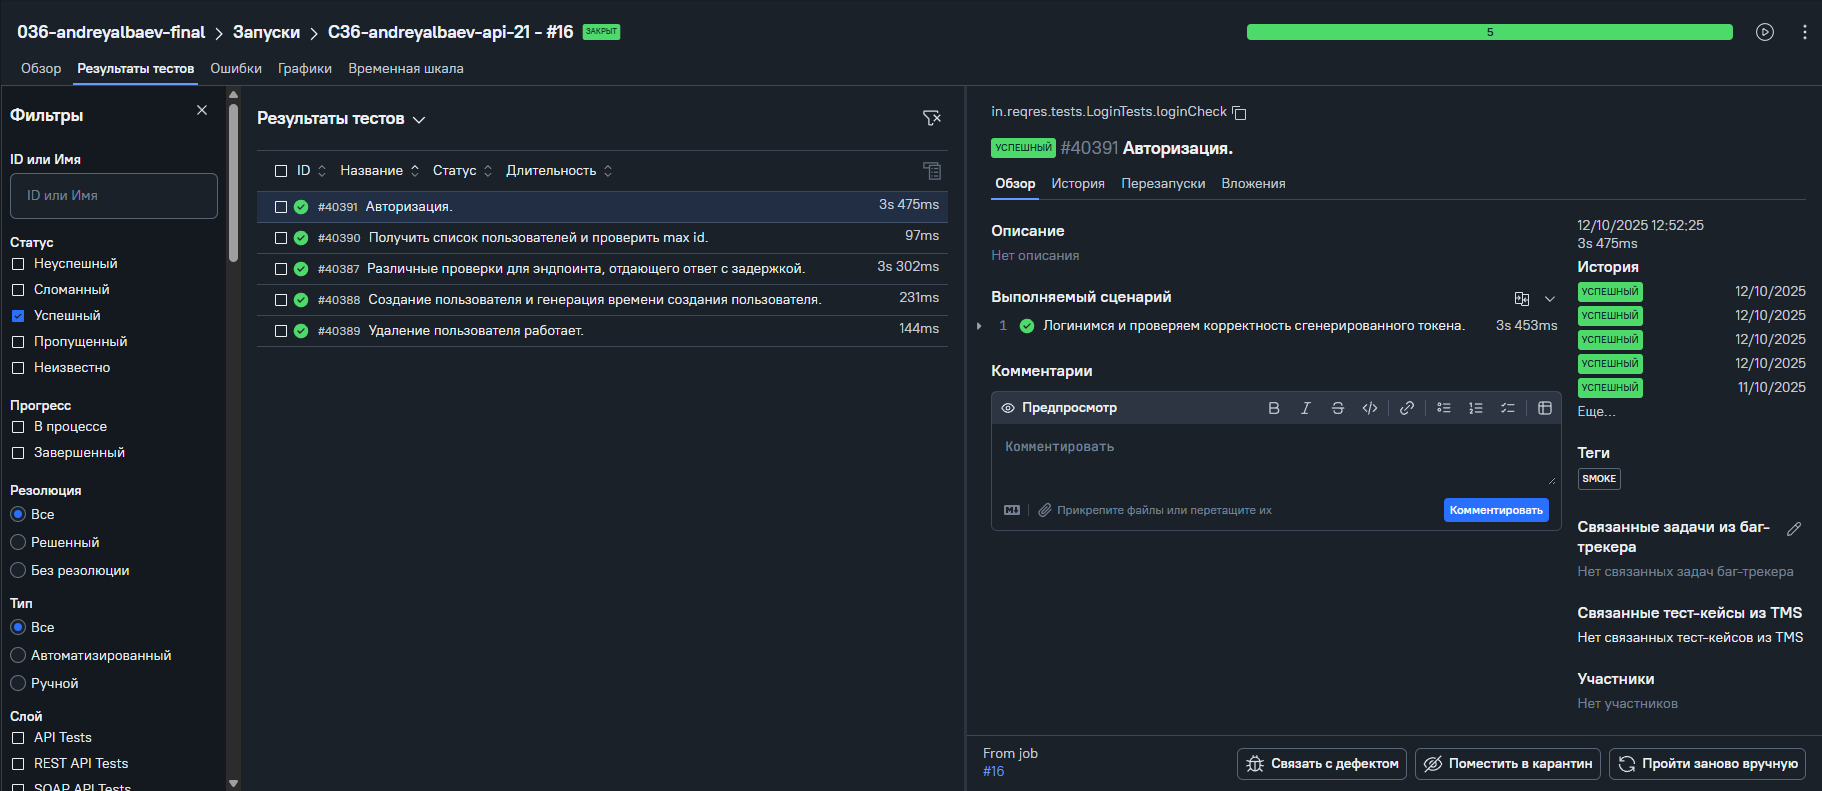 036-andreyalbaev-final > Запуски > C36-andreyalbaev-api-21 - #16 ЗАКРЫТ
5
Обзор Результаты тестов Ошибки Графики Временная шкала
Фильтры
ID или Имя
ID или Имя
Статус
Неуспешный
Сломанный
Успешный
Пропущенный
Неизвестно
Прогресс
В процессе
Завершенный
Резолюция
Все
Решенный
Без резолюции
Тип
Все
Автоматизированный
Ручной
Слой
API Tests
REST API Tests
SOAP API Tests
Результаты тестов
ID Название Статус Длительность
#40391 Авторизация. 3s 475ms
#40390 Получить список пользователей и проверить max id. 97ms
#40387 Различные проверки для эндпоинта, отдающего ответ с задержкой. 3s 302ms
#40388 Создание пользователя и генерация времени создания пользователя. 231ms
#40389 Удаление пользователя работает. 144ms
in.reqres.tests.LoginTests.loginCheck
УСПЕШНЫЙ #40391 Авторизация.
Обзор История Перезапуски Вложения
Описание
Нет описания
Выполняемый сценарий
1 Логинимся и проверяем корректность сгенерированного токена. 3s 453ms
Комментарии
Предпросмотр
Комментировать
Прикрепите файлы или перетащите их
Комментировать
12/10/2025 12:52:25
3s 475ms
История
УСПЕШНЫЙ 12/10/2025
УСПЕШНЫЙ 12/10/2025
УСПЕШНЫЙ 12/10/2025
УСПЕШНЫЙ 12/10/2025
УСПЕШНЫЙ 11/10/2025
Еще...
Теги
SMOKE
Связанные задачи из баг-
трекера
Нет связанных задач баг-трекера
Связанные тест-кейсы из TMS
Нет связанных тест-кейсов из TMS
Участники
Нет участников
From job
#16
Связать с дефектом Поместить в карантин Пройти заново вручную